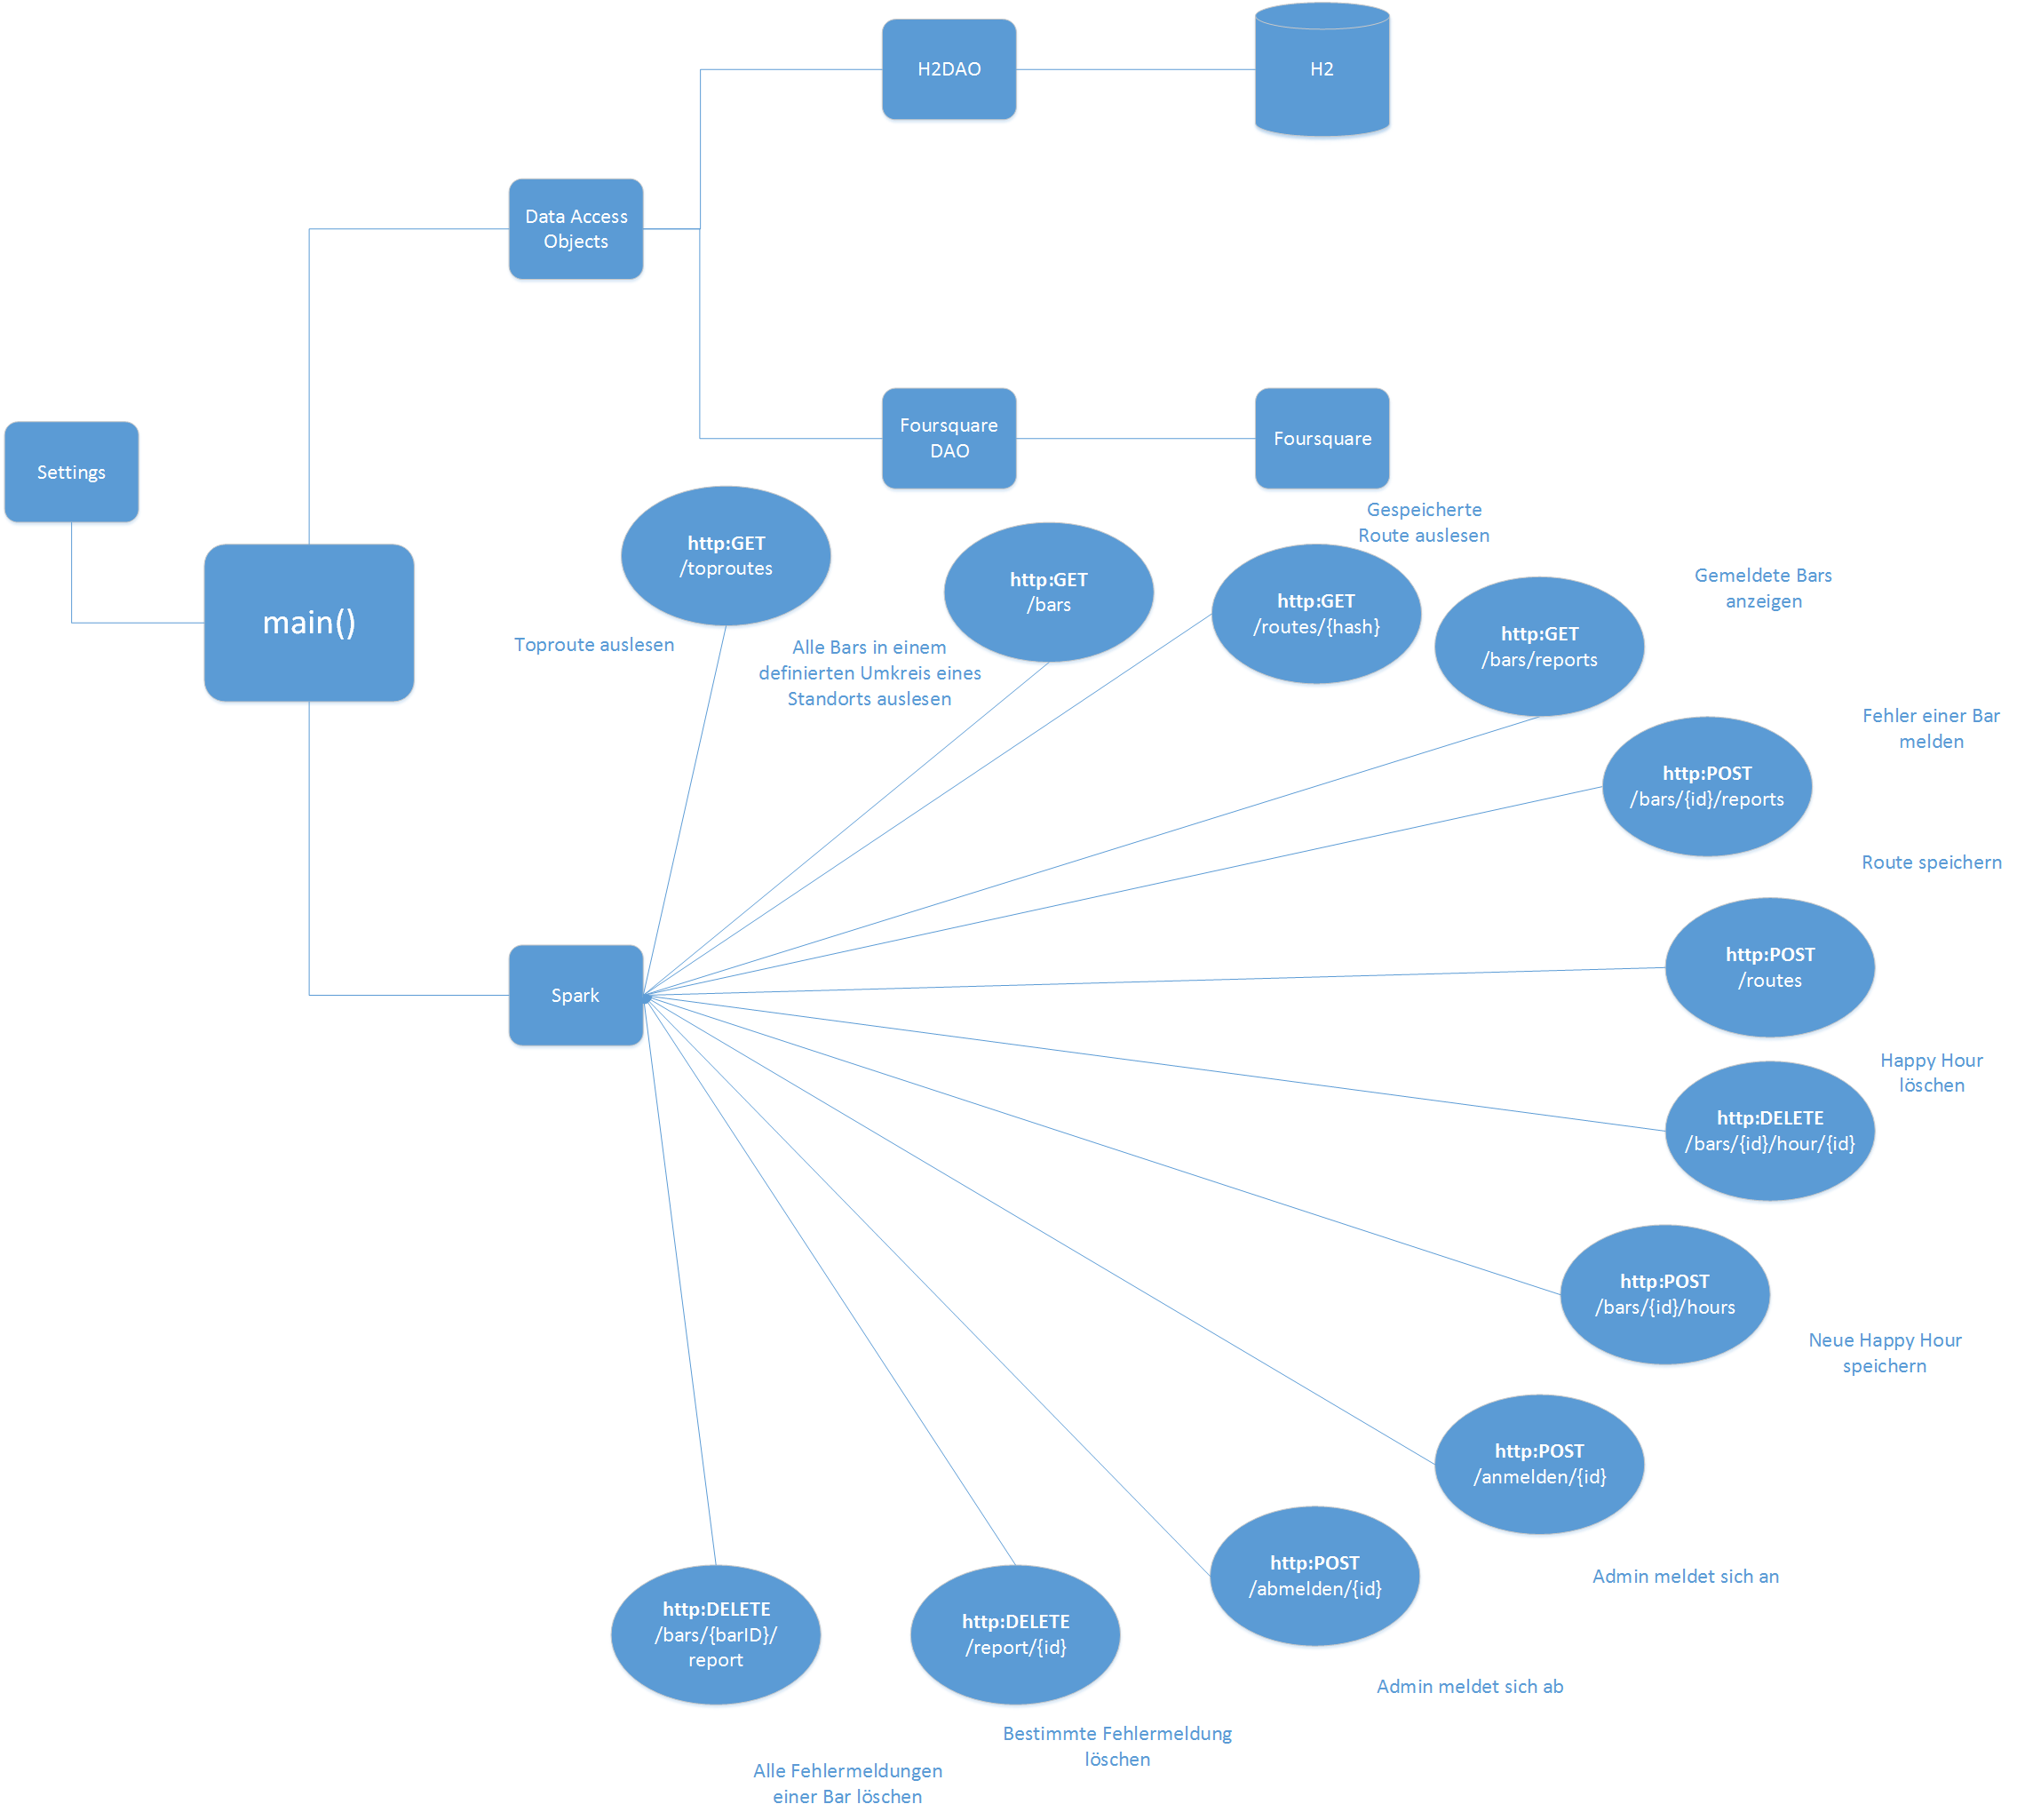 H2DAO
H2
Data Access
Objects
Foursquare
DAO
Foursquare
Settings
main()
http:GET
/toproutes
Toproute auslesen
http:GET
/bars
Alle Bars in einem
definierten Umkreis eines
Standorts auslesen
Gespeicherte
Route auslesen
http:GET
/routes/{hash}
Gemeldete Bars
anzeigen
http:GET
/bars/reports
Fehler einer Bar
melden
http:POST
/bars/{id}/reports
Route speichern
http:POST
/routes
Spark
Happy Hour
löschen
http:DELETE
/bars/{id}/hour/{id}
http:POST
/bars/{id}/hours
Neue Happy Hour
speichern
http:POST
/anmelden/{id}
Admin meldet sich an
http:POST
/abmelden/{id}
Admin meldet sich ab
http:DELETE
/report/{id}
Bestimmte Fehlermeldung
löschen
http:DELETE
/bars/{barID}/
report
Alle Fehlermeldungen
einer Bar löschen